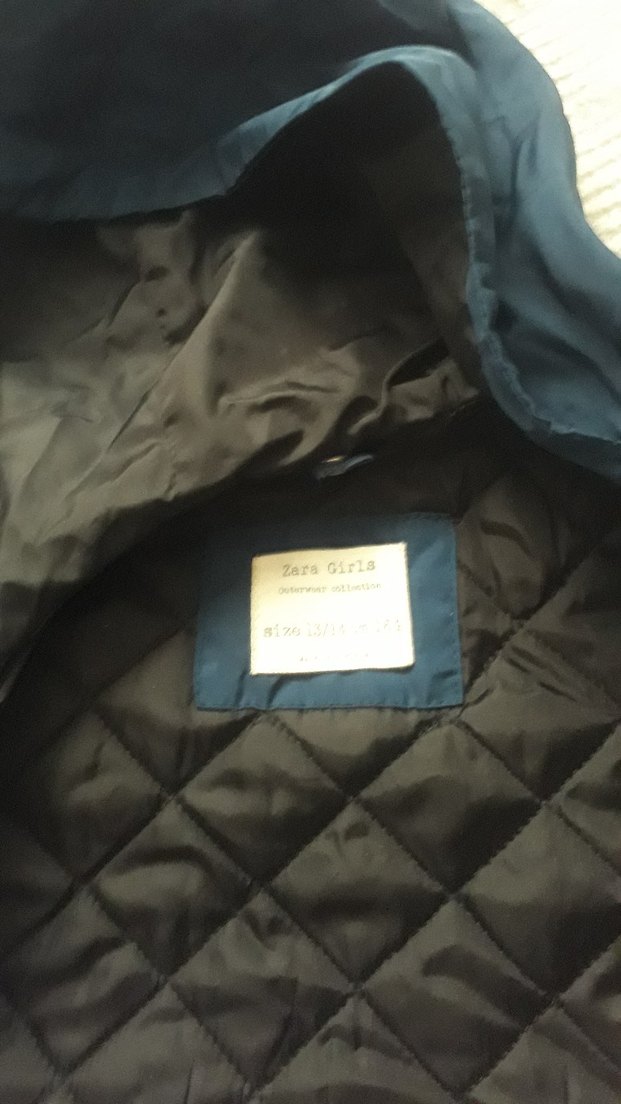 Zara Girls
Outerwear collection
size 13/14 164